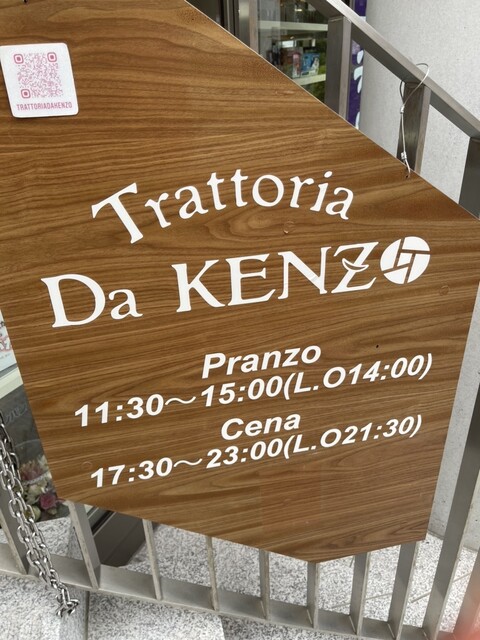 TRATTORIADAKENZO
Trattoria
Da KENZO
Pranzo
11:30～15:00(L.O14:00)
Cena
17:30～23:00(L.O21:30)